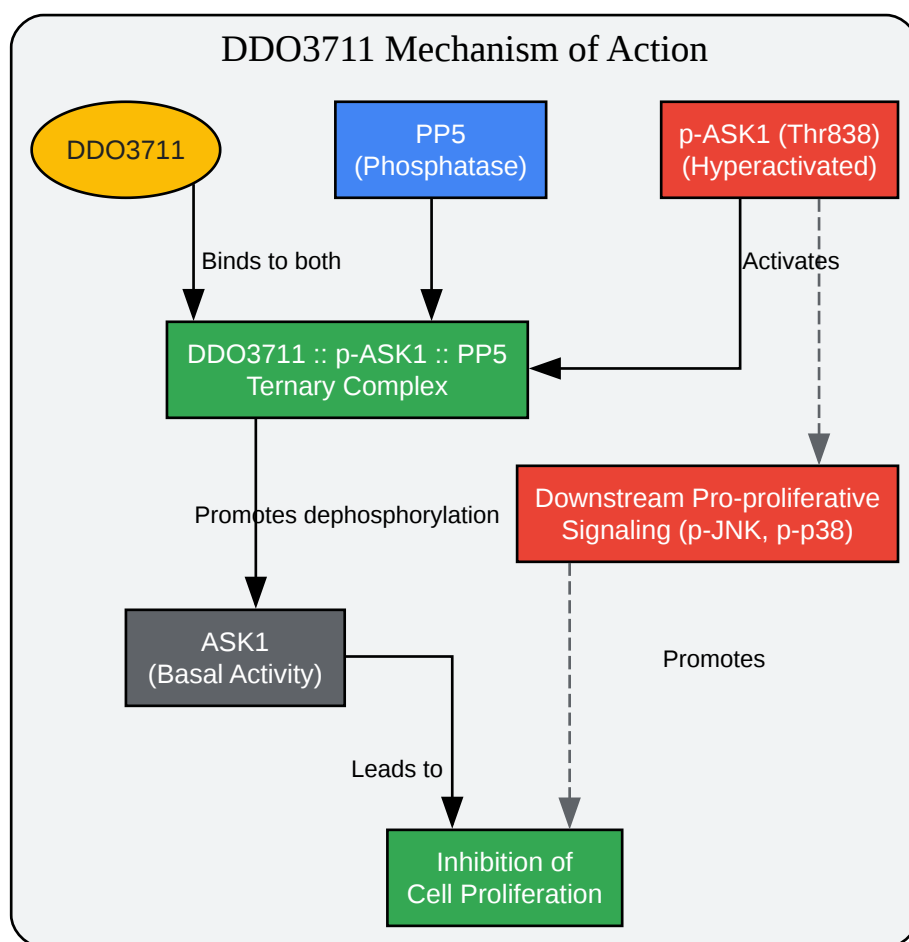 DDO3711 Mechanism of Action
DDO3711
PP5
(Phosphatase)
p-ASK1 (Thr838)
(Hyperactivated)
Binds to both
Activates
DDO3711 :: p-ASK1 :: PP5
Ternary Complex
Downstream Pro-proliferative
Signaling (p-JNK, p-p38)
Promotes dephosphorylation
ASK1
(Basal Activity)
Promotes
Leads to
Inhibition of
Cell Proliferation